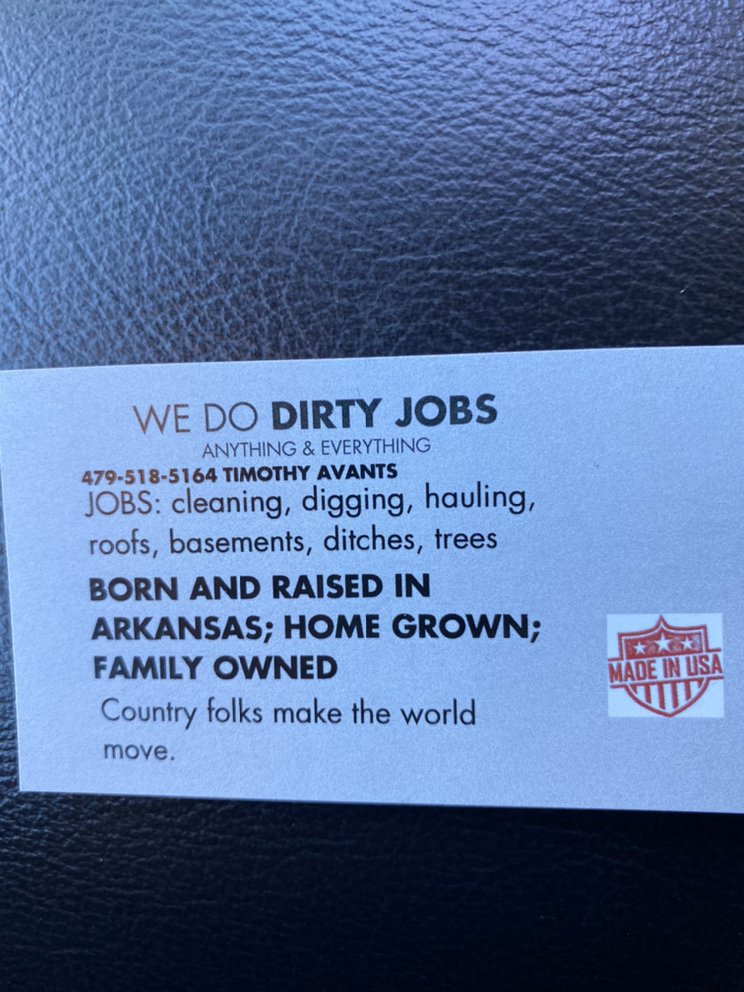 WE DO DIRTY JOBS
ANYTHING & EVERYTHING
479-518-5164 TIMOTHY AVANTS
JOBS: cleaning, digging, hauling,
roofs, basements, ditches, trees
BORN AND RAISED IN
ARKANSAS; HOME GROWN;
FAMILY OWNED
MADE IN USA
Country folks make the world
move.